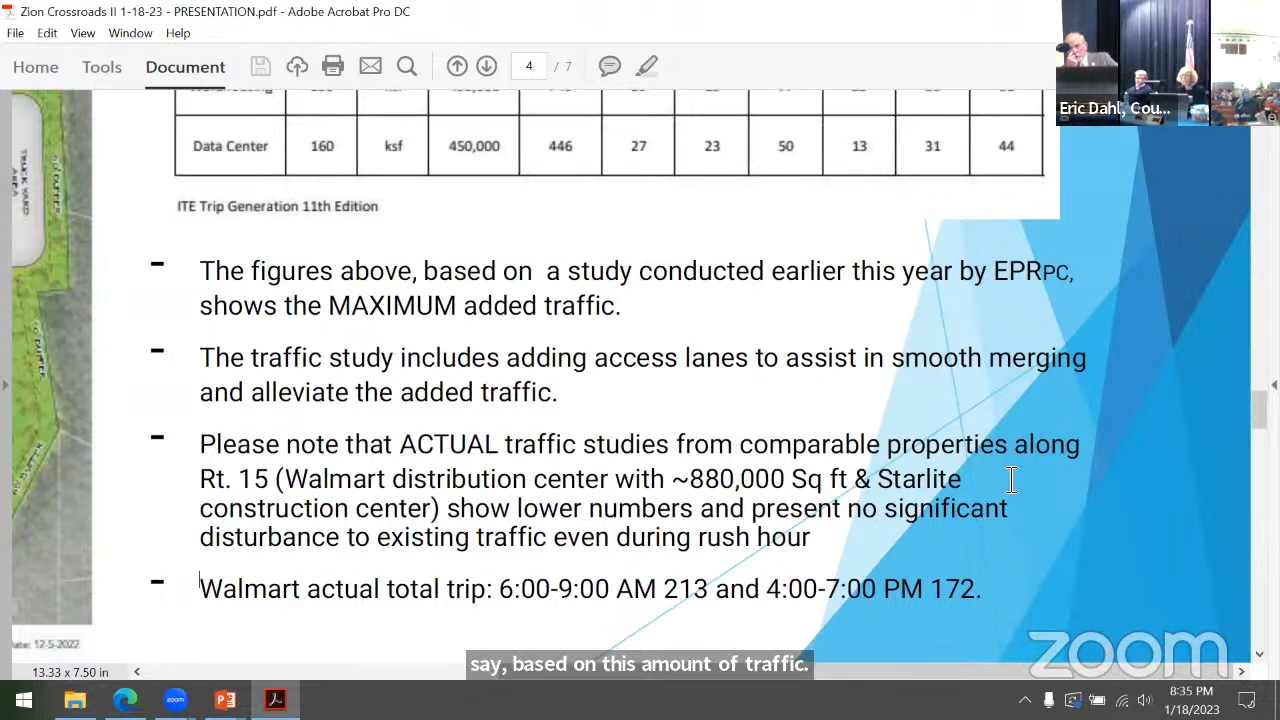 Zion Crossroads II 1-18-23 - PRESENTATION.pdf - Adobe Acrobat Pro DC
File Edit View Window Help
Home Tools Document 4 / 7
Eric Dahl, Cou...
Data Center 160 ksf 450,000 446 27 23 50 13 31 44
ITE Trip Generation 11th Edition
TRUCK YARD
AREA
- The figures above, based on a study conducted earlier this year by EPRPC,
shows the MAXIMUM added traffic.
- The traffic study includes adding access lanes to assist in smooth merging
and alleviate the added traffic.
- Please note that ACTUAL traffic studies from comparable properties along
Rt. 15 (Walmart distribution center with ~880,000 Sq ft & Starlite
construction center) show lower numbers and present no significant
disturbance to existing traffic even during rush hour
- Walmart actual total trip: 6:00-9:00 AM 213 and 4:00-7:00 PM 172.
12-5-2022
say, based on this amount of traffic.
zoom
13.33 x 7.50 in
zoom
8:35 PM
1/18/2023